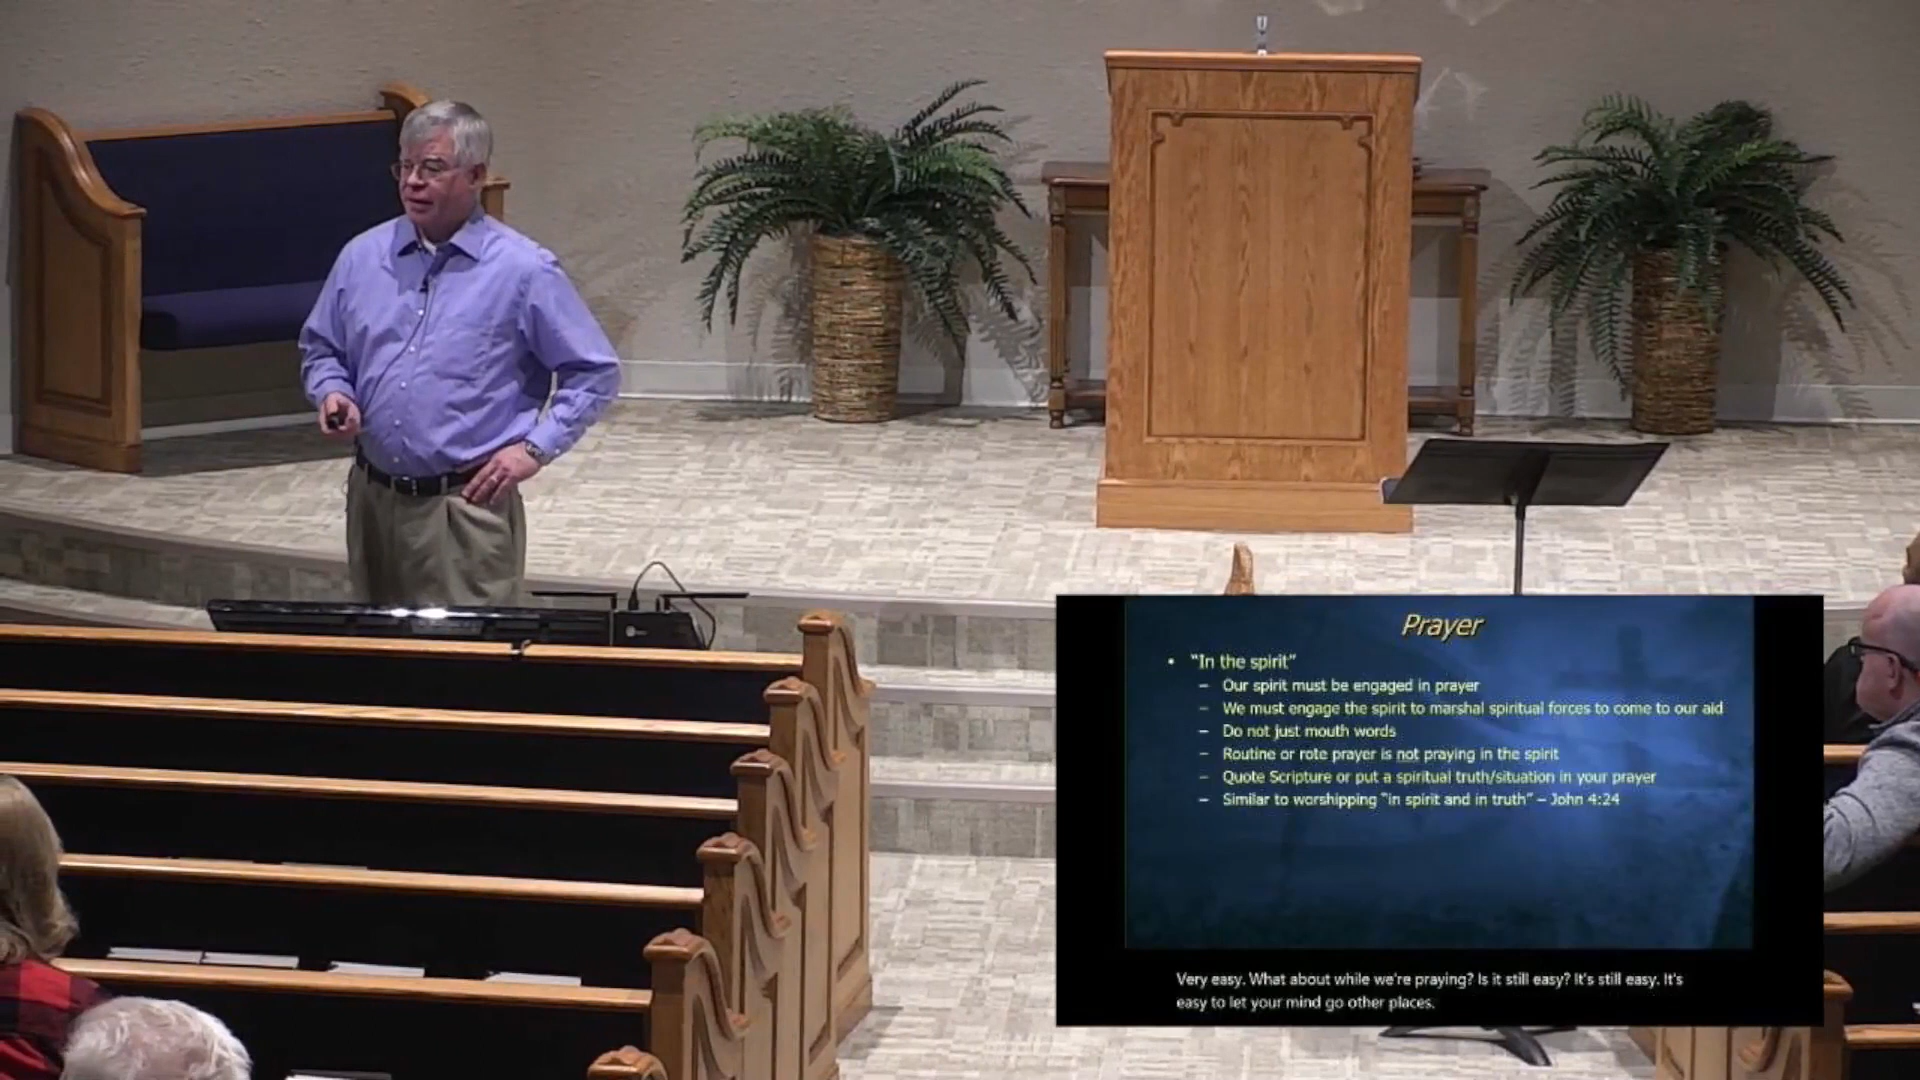 Prayer
• "In the spirit"
– Our spirit must be engaged in prayer
– We must engage the spirit to marshal spiritual forces to come to our aid
– Do not just mouth words
– Routine or rote prayer is not praying in the spirit
– Quote Scripture or put a spiritual truth/situation in your prayer
– Similar to worshipping "in spirit and in truth" – John 4:24
Very easy. What about while we're praying? Is it still easy? It's still easy. It's
easy to let your mind go other places.